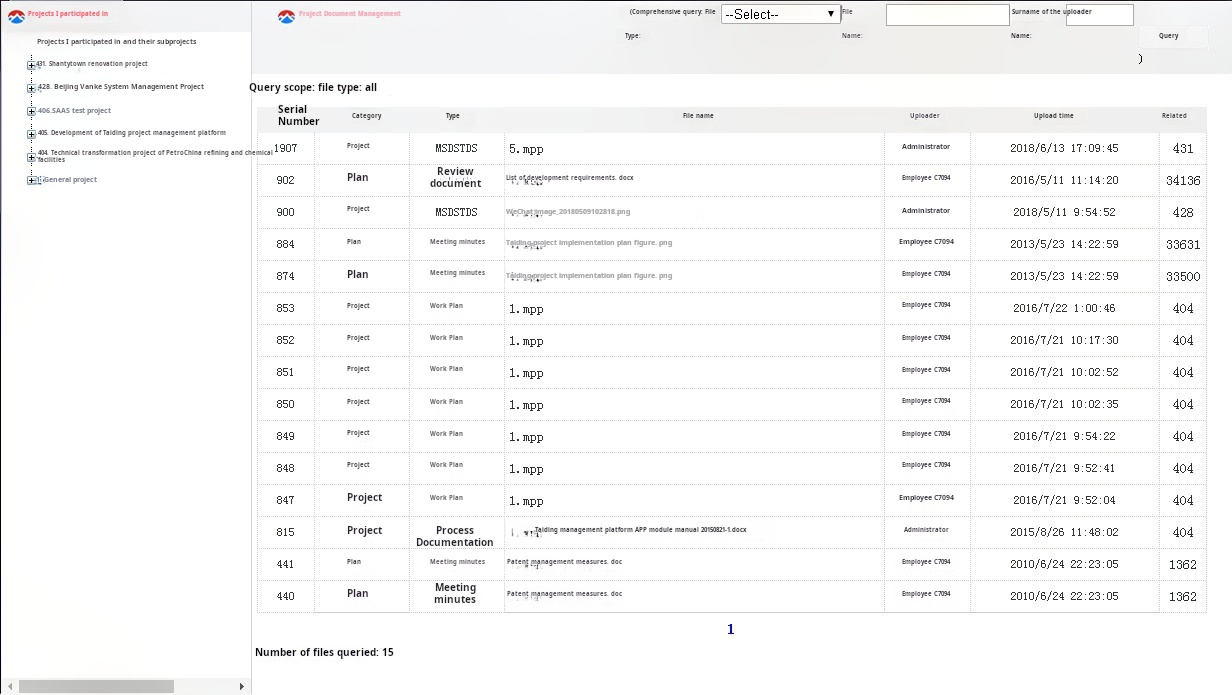 Projects I participated in
Projects I participated in and their subprojects
431. Shantytown renovation project
428. Beijing Vanke System Management Project
406.SAAS test project
405. Development of Taiding project management platform
404. Technical transformation project of PetroChina refining and chemical
facilities
General project
Project Document Management
(Comprehensive query: File --Select-- File Surname of the uploader
Type: Name: Name: Query
)
Query scope: file type: all
Serial Number Category Type File name Uploader Upload time Related
1907 Project MSDSTDS 5.mpp Administrator 2018/6/13 17:09:45 431
902 Plan Review document List of development requirements. docx Employee C7094 2016/5/11 11:14:20 34136
900 Project MSDSTDS WeChat image_20180509102818.png Administrator 2018/5/11 9:54:52 428
884 Plan Meeting minutes Taiding project implementation plan figure. png Employee C7094 2013/5/23 14:22:59 33631
874 Plan Meeting minutes Taiding project implementation plan figure. png Employee C7094 2013/5/23 14:22:59 33500
853 Project Work Plan 1.mpp Employee C7094 2016/7/22 1:00:46 404
852 Project Work Plan 1.mpp Employee C7094 2016/7/21 10:17:30 404
851 Project Work Plan 1.mpp Employee C7094 2016/7/21 10:02:52 404
850 Project Work Plan 1.mpp Employee C7094 2016/7/21 10:02:35 404
849 Project Work Plan 1.mpp Employee C7094 2016/7/21 9:54:22 404
848 Project Work Plan 1.mpp Employee C7094 2016/7/21 9:52:41 404
847 Project Work Plan 1.mpp Employee C7094 2016/7/21 9:52:04 404
815 Project Process Documentation Taiding management platform APP module manual 20150821-1.docx Administrator 2015/8/26 11:48:02 404
441 Plan Meeting minutes Patent management measures. doc Employee C7094 2010/6/24 22:23:05 1362
440 Plan Meeting minutes Patent management measures. doc Employee C7094 2010/6/24 22:23:05 1362
1
Number of files queried: 15